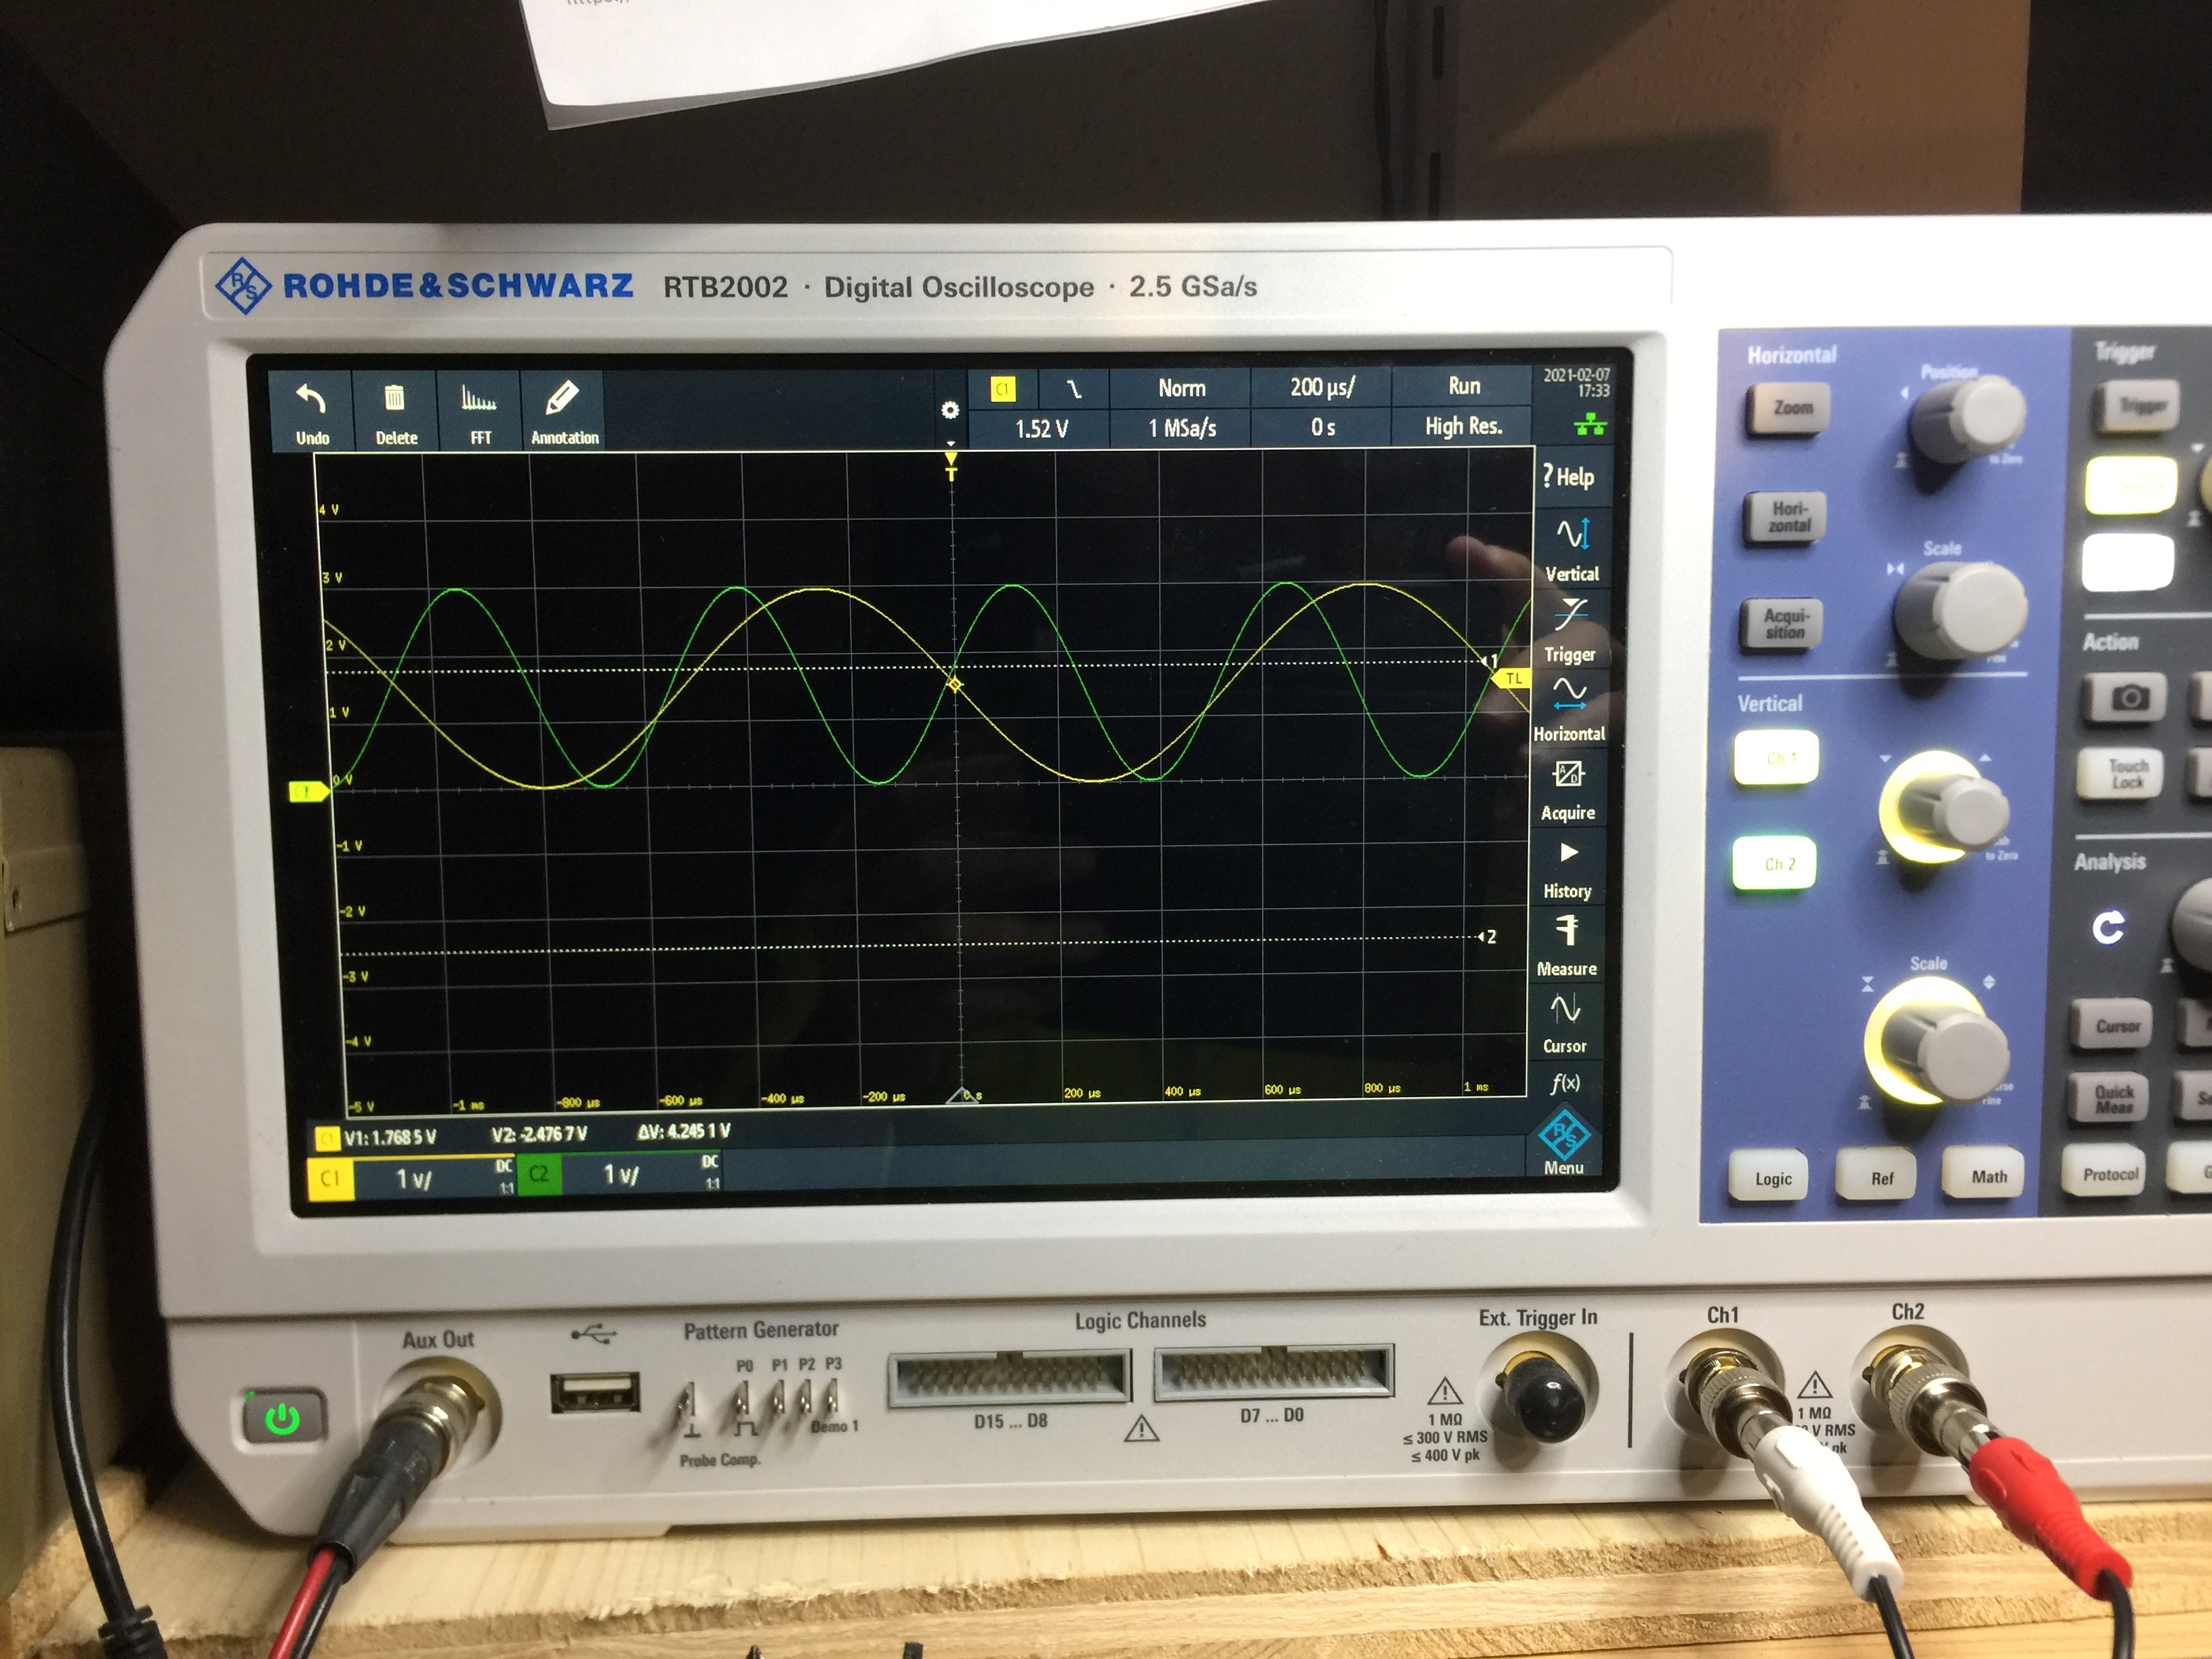 ROHDE&SCHWARZ RTB2002 · Digital Oscilloscope · 2.5 GSa/s
Undo Delete FFT Annotation
C1 Norm 200 µs/ Run
1.52 V 1 MSa/s 0 s High Res.
2021-02-07
17:33
T
4 V
3 V
2 V
1 V
0 V
-1 V
-2 V
-3 V
-4 V
-5 V
-1 ms -800 µs -600 µs -400 µs -200 µs 0 s 200 µs 400 µs 600 µs 800 µs 1 ms
1
TL
2
? Help
Vertical
Trigger
Horizontal
Acquire
History
Measure
Cursor
f(x)
Menu
C1 V1: 1.768 5 V V2: -2.476 7 V ΔV: 4.245 1 V
C1 1 V/ DC 1:1 C2 1 V/ DC 1:1
Horizontal
Position
Zoom
to Zero
Hori-
zontal
Scale
Acqui-
sition
Vertical
Ch 1
to Zero
Ch 2
Scale
Fine
Logic Ref Math
Trigger
Trigger
Action
Touch
Lock
Analysis
Cursor
Quick
Meas
Protocol
Aux Out
Pattern Generator
P0 P1 P2 P3
Demo 1
Probe Comp.
Logic Channels
D15 ... D8
D7 ... D0
Ext. Trigger In
1 MΩ
≤ 300 V RMS
≤ 400 V pk
Ch1
Ch2
1 MΩ
V RMS